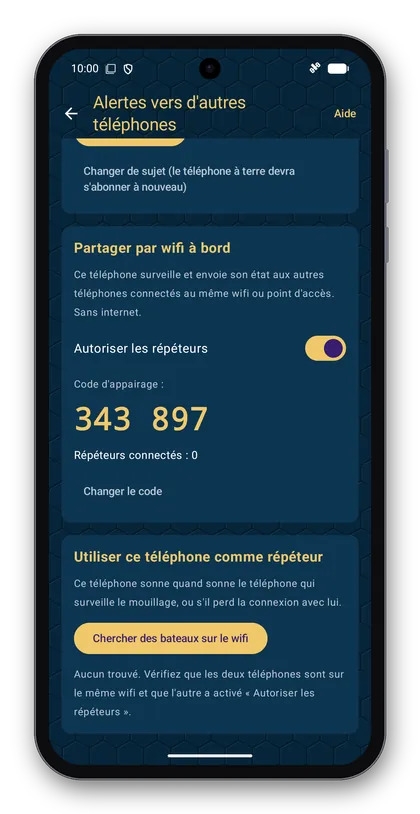 10:00
Alertes vers d'autres
téléphones
Aide
Changer de sujet (le téléphone à terre devra
s'abonner à nouveau)
Partager par wifi à bord
Ce téléphone surveille et envoie son état aux autres
téléphones connectés au même wifi ou point d'accès.
Sans internet.
Autoriser les répéteurs
Code d'appairage :
343 897
Répéteurs connectés : 0
Changer le code
Utiliser ce téléphone comme répéteur
Ce téléphone sonne quand sonne le téléphone qui
surveille le mouillage, ou s'il perd la connexion avec lui.
Chercher des bateaux sur le wifi
Aucun trouvé. Vérifiez que les deux téléphones sont sur
le même wifi et que l'autre a activé « Autoriser les
répéteurs ».